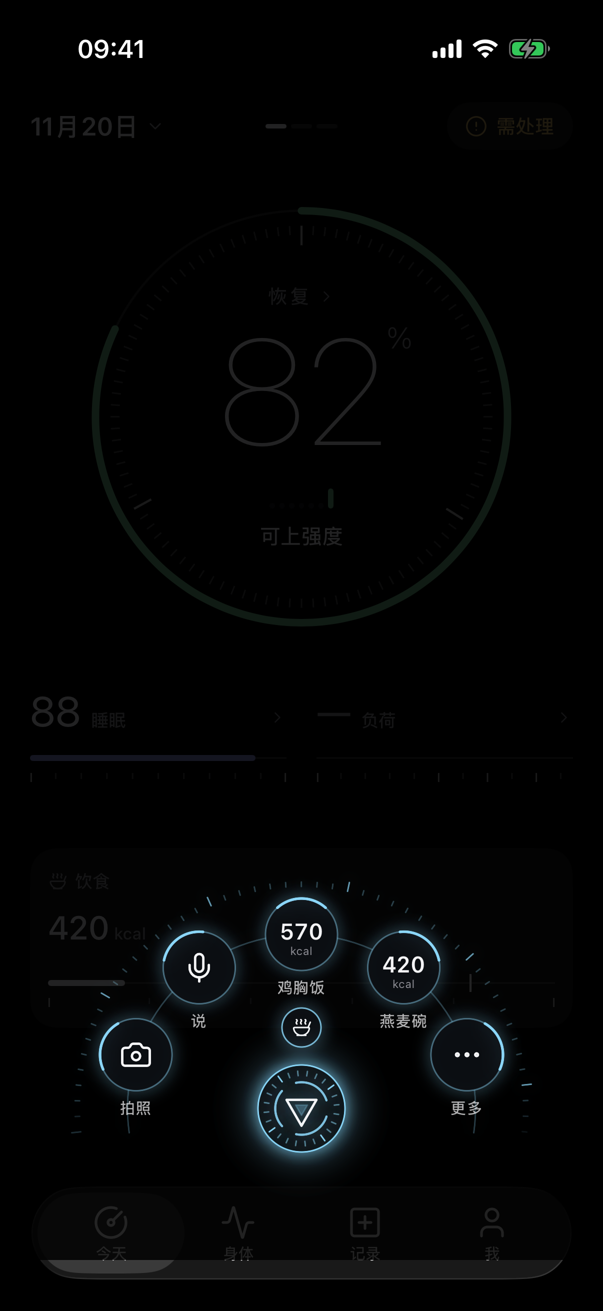 09:41
11月20日
需处理
恢复
82%
可上强度
88 睡眠
— 负荷
饮食
420 kcal
570
kcal
鸡胸饭
420
kcal
燕麦碗
说
拍照
更多
今天
身体
记录
我